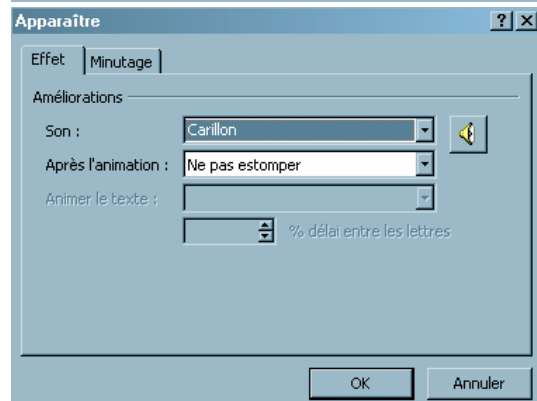 Apparaître
Effet Minutage
Améliorations
Son : Carillon
Après l'animation : Ne pas estomper
Animer le texte :
% délai entre les lettres
OK Annuler